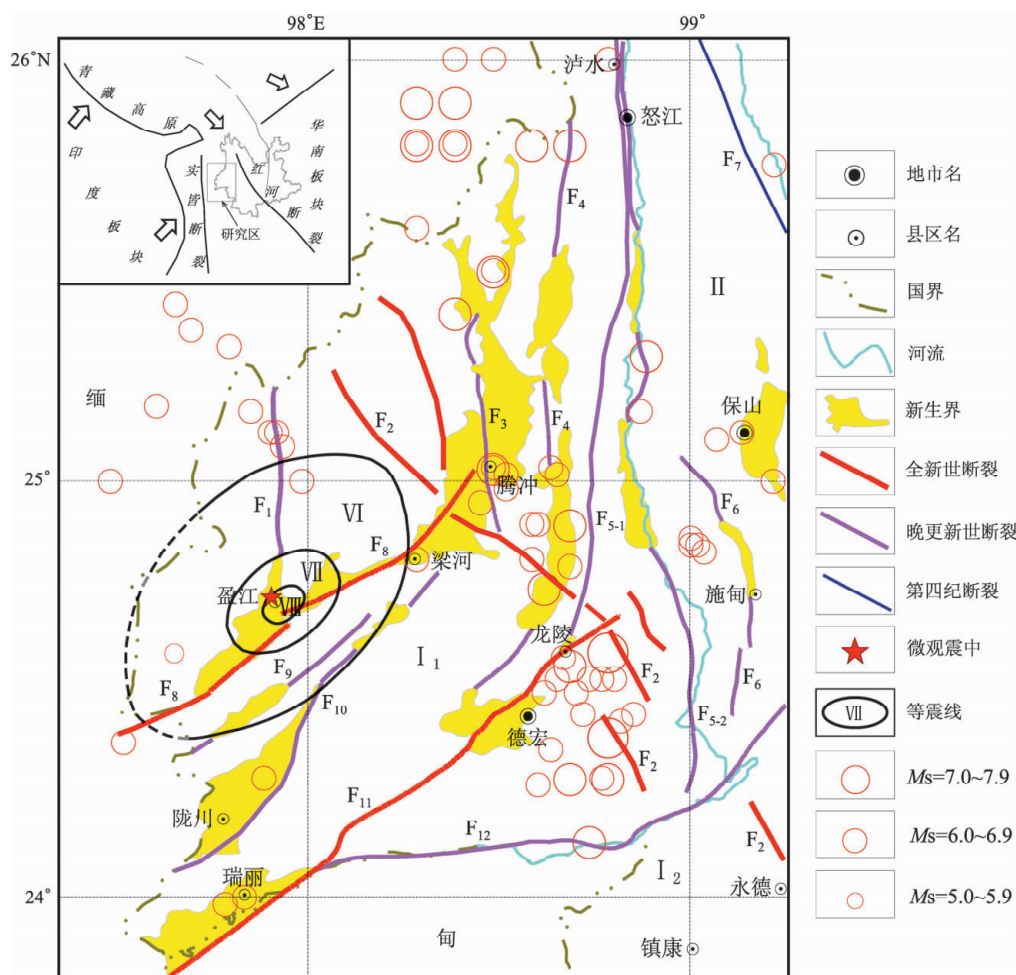 98°E
99°
26°N
25°
24°
青藏高原
印度板块
实皆断裂
红河断裂
华南板块
研究区
泸水
怒江
F4
F7
Ⅱ
缅
F2
F3
F4
保山
腾冲
F1
Ⅵ
F8
梁河
F5-1
F6
施甸
盈江
Ⅶ
Ⅷ
龙陵
Ⅰ1
F9
F2
F6
F8
F10
德宏
F5-2
F2
F11
陇川
F12
F2
瑞丽
Ⅰ2
永德
甸
镇康
地市名
县区名
国界
河流
新生界
全新世断裂
晚更新世断裂
第四纪断裂
微观震中
Ⅶ 等震线
Ms=7.0~7.9
Ms=6.0~6.9
Ms=5.0~5.9